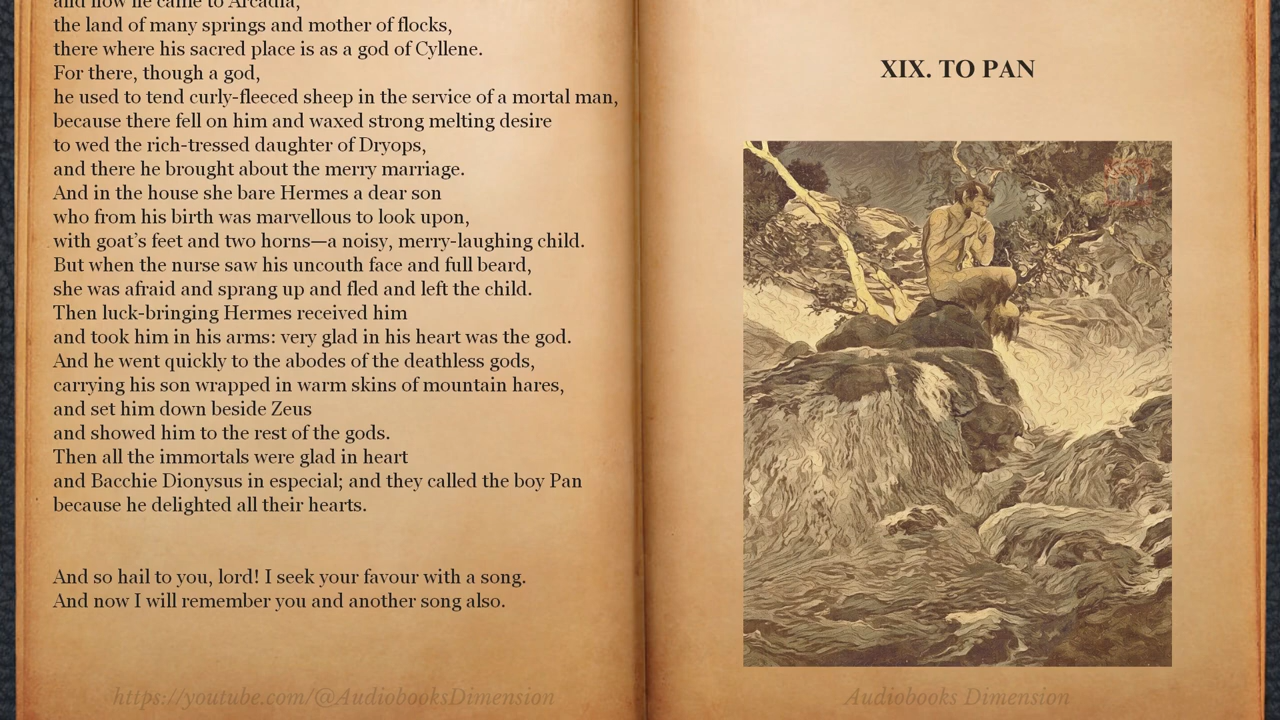 and now he came to Arcadia,
the land of many springs and mother of flocks,
there where his sacred place is as a god of Cyllene.
For there, though a god,
he used to tend curly-fleeced sheep in the service of a mortal man,
because there fell on him and waxed strong melting desire
to wed the rich-tressed daughter of Dryops,
and there he brought about the merry marriage.
And in the house she bare Hermes a dear son
who from his birth was marvellous to look upon,
with goat’s feet and two horns—a noisy, merry-laughing child.
But when the nurse saw his uncouth face and full beard,
she was afraid and sprang up and fled and left the child.
Then luck-bringing Hermes received him
and took him in his arms: very glad in his heart was the god.
And he went quickly to the abodes of the deathless gods,
carrying his son wrapped in warm skins of mountain hares,
and set him down beside Zeus
and showed him to the rest of the gods.
Then all the immortals were glad in heart
and Bacchie Dionysus in especial; and they called the boy Pan
because he delighted all their hearts.
And so hail to you, lord! I seek your favour with a song.
And now I will remember you and another song also.
https://youtube.com/@AudiobooksDimension
XIX. TO PAN
Audiobooks Dimension